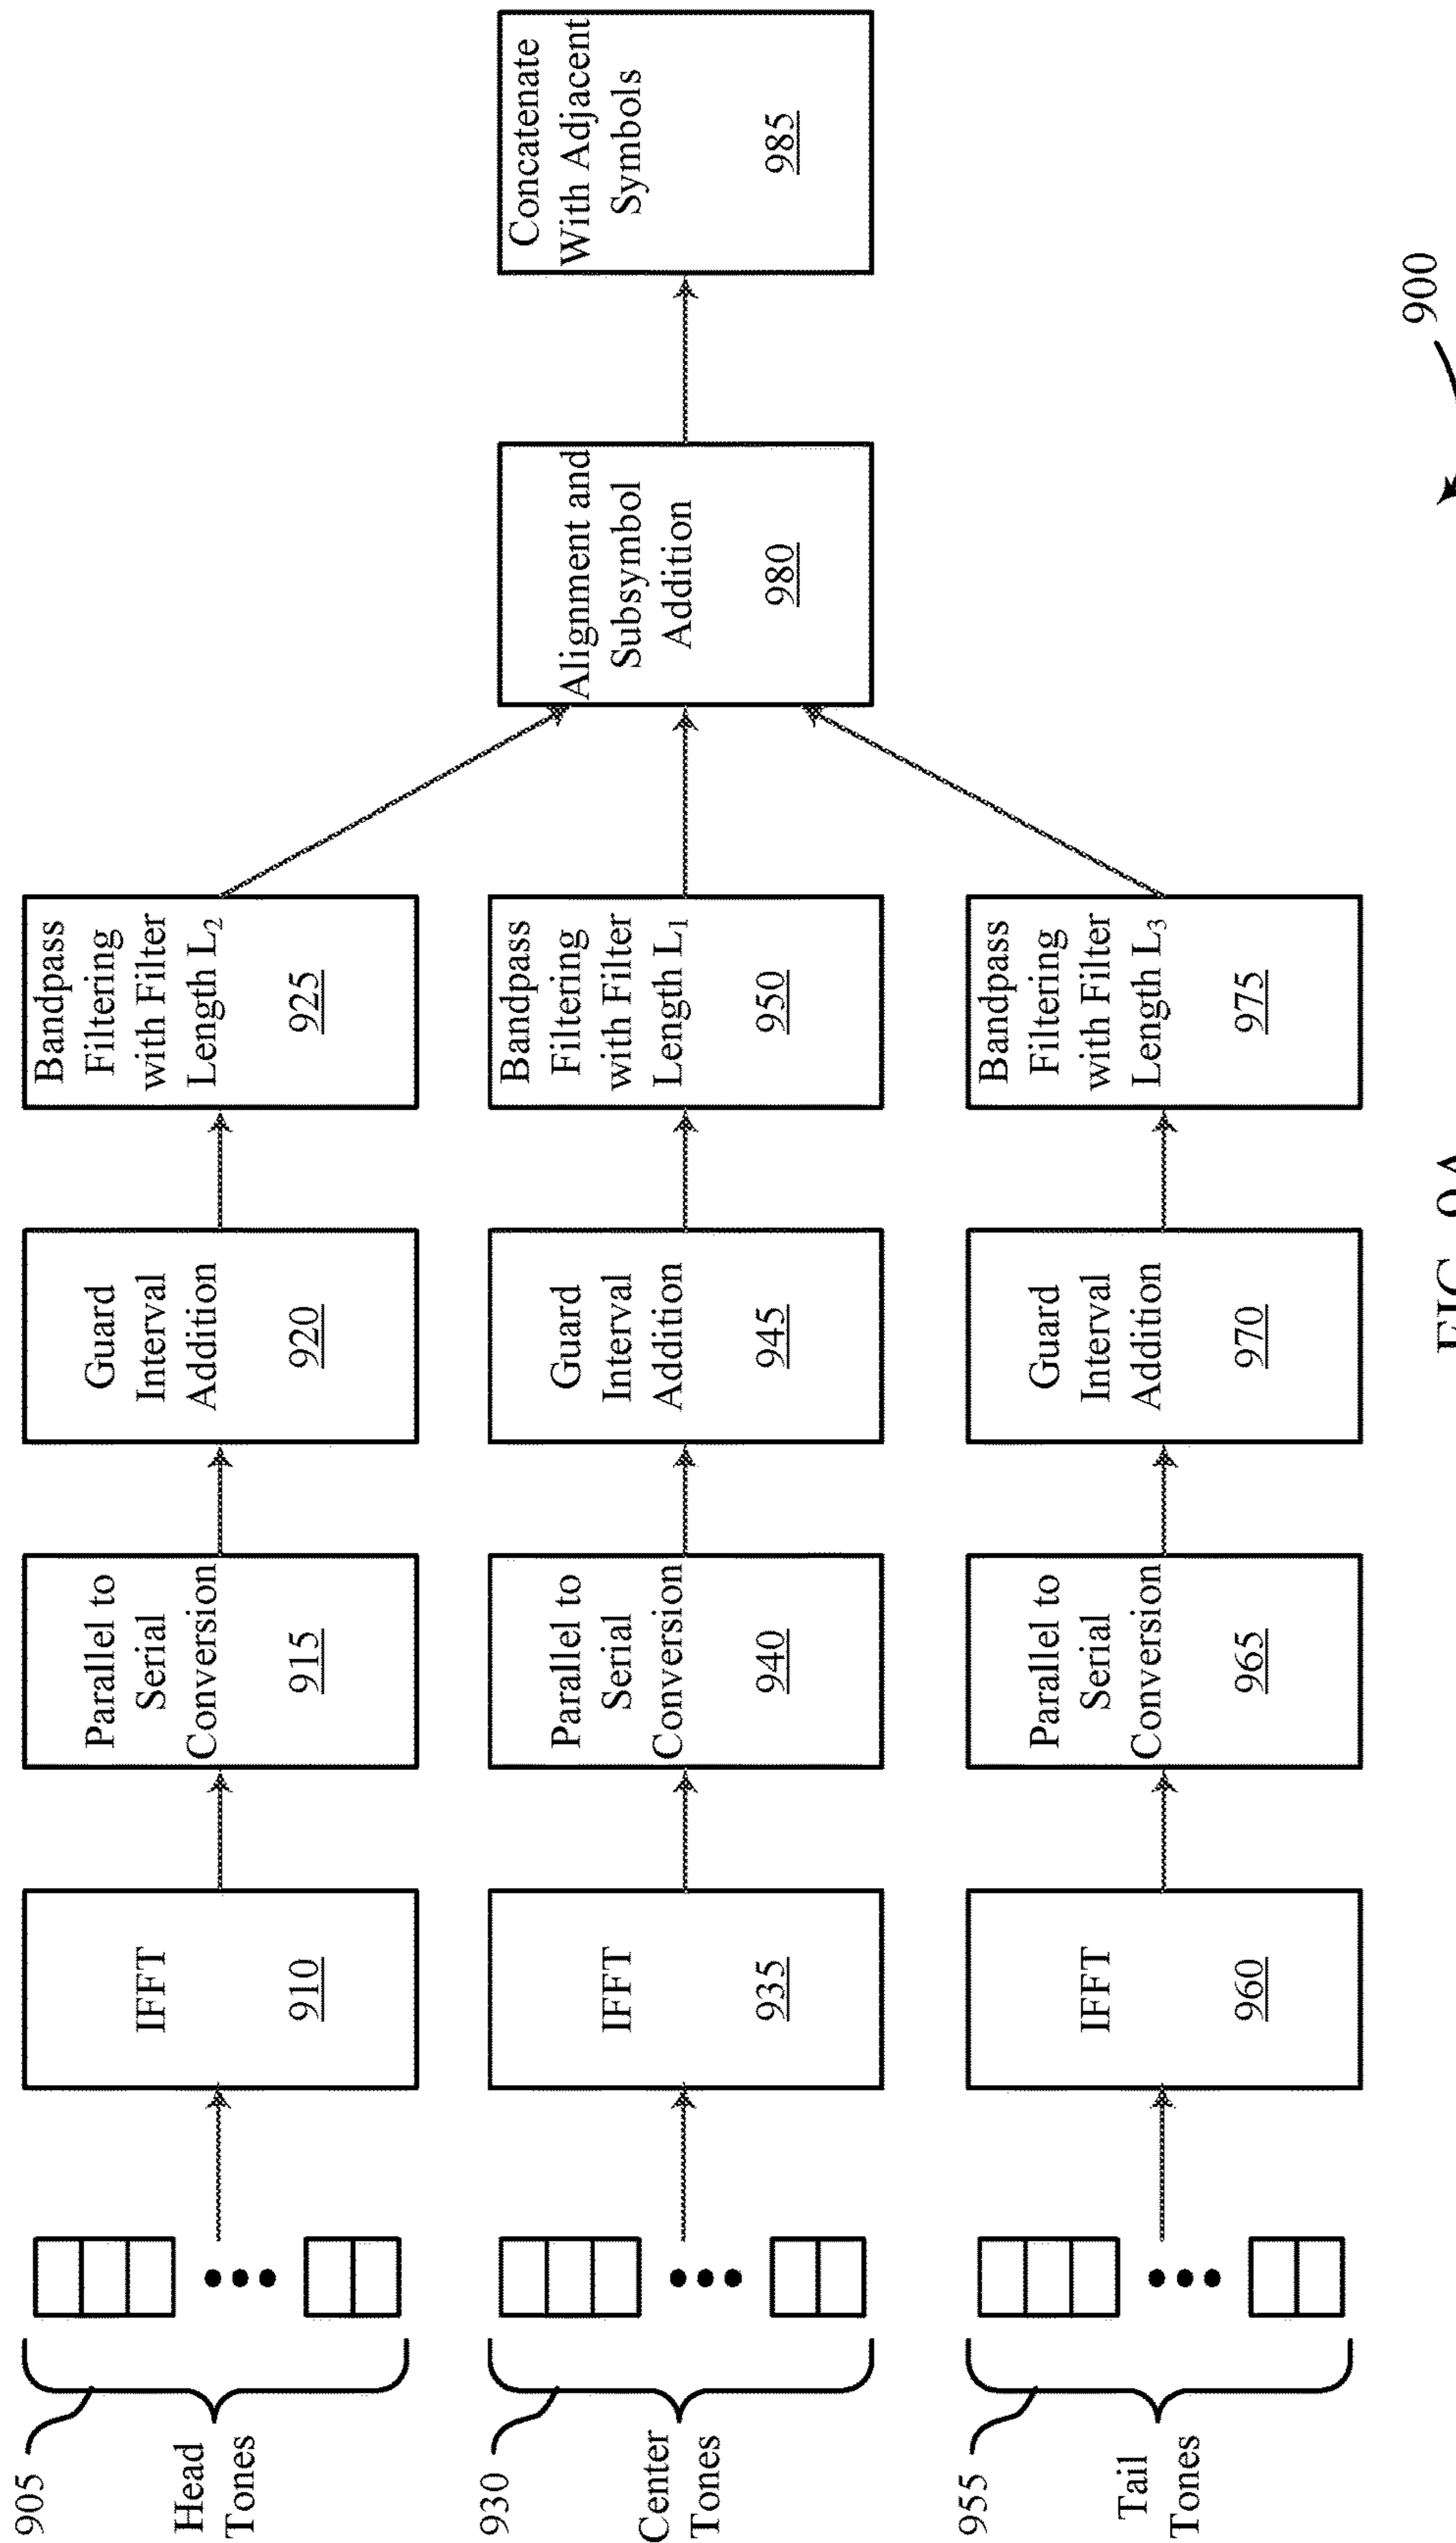 905
Head
Tones
IFFT
910
Parallel to
Serial
Conversion
915
Guard
Interval
Addition
920
Bandpass
Filtering
with Filter
Length L₂
925
930
Center
Tones
IFFT
935
Parallel to
Serial
Conversion
940
Guard
Interval
Addition
945
Bandpass
Filtering
with Filter
Length L₁
950
955
Tail
Tones
IFFT
960
Parallel to
Serial
Conversion
965
Guard
Interval
Addition
970
Bandpass
Filtering
with Filter
Length L₃
975
Alignment and
Subsymbol
Addition
980
Concatenate
With Adjacent
Symbols
985
900
FIG. 9A